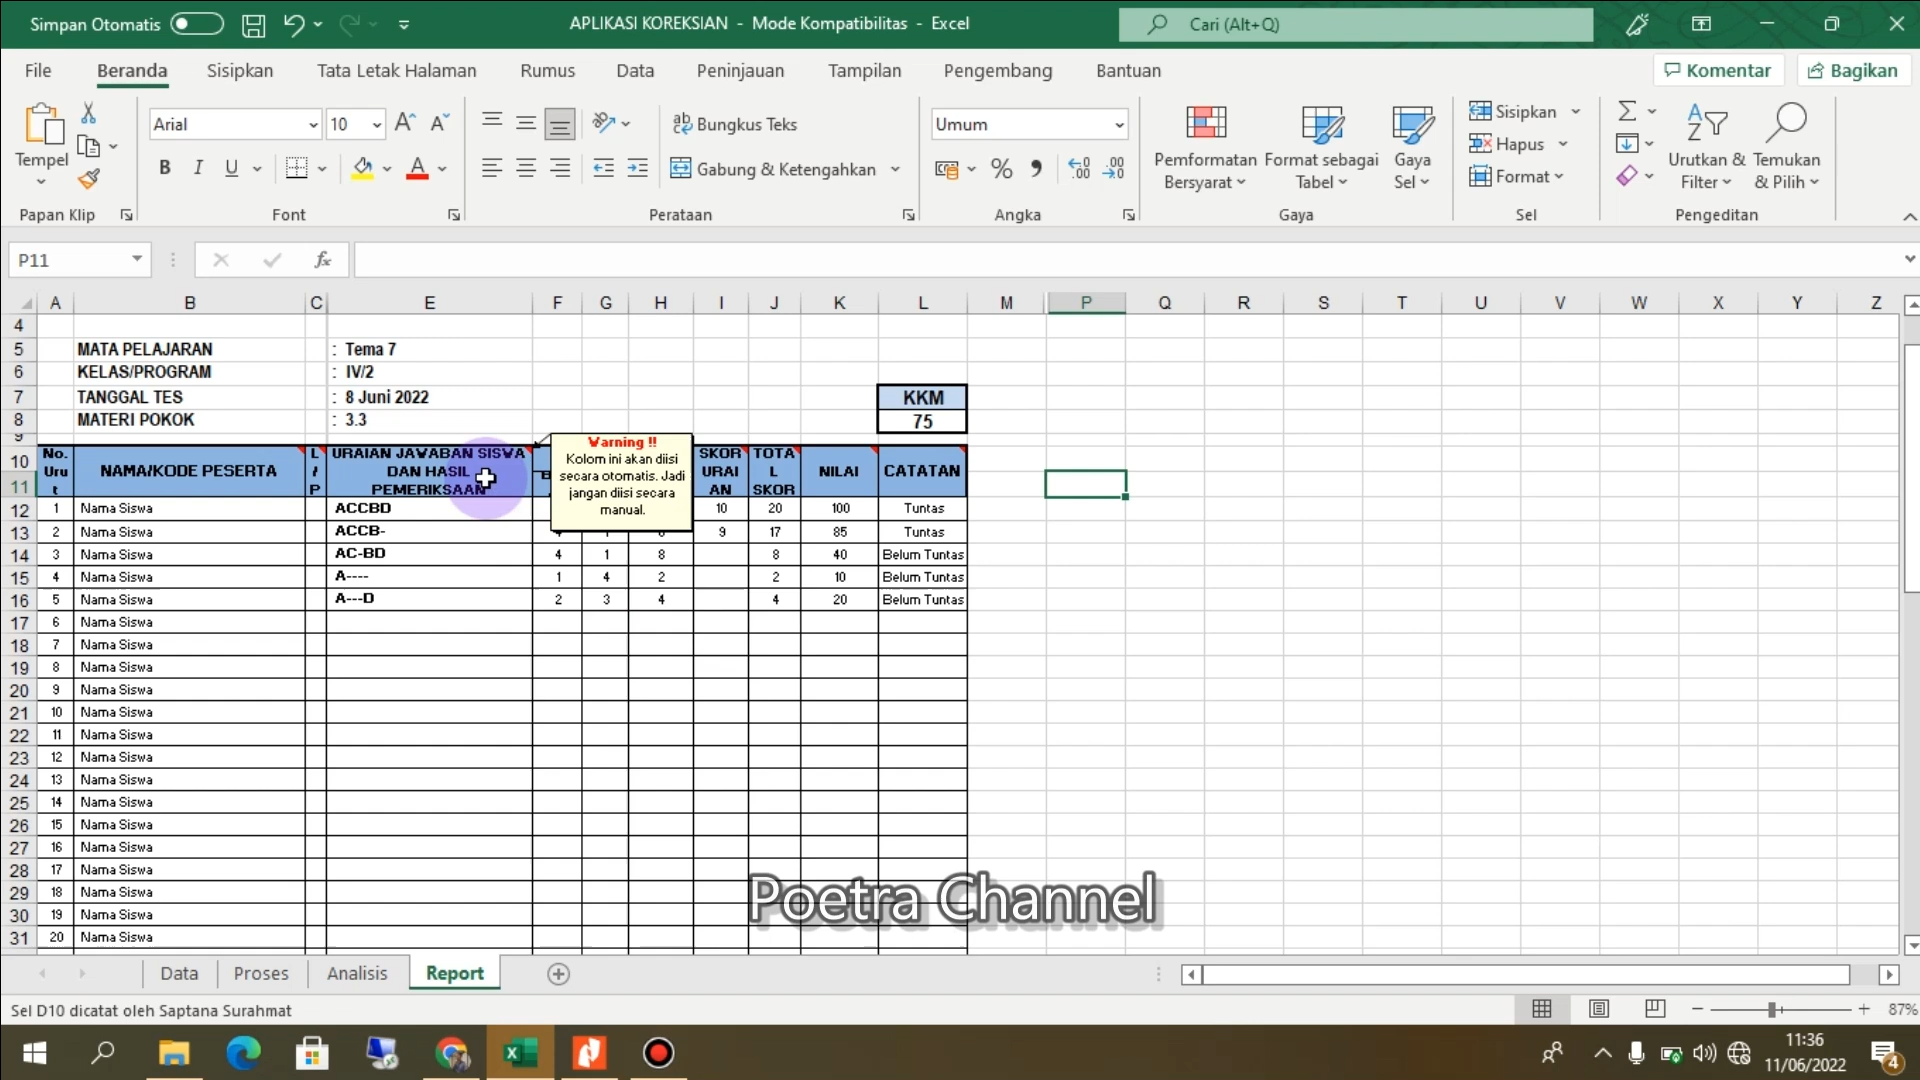 Simpan Otomatis
APLIKASI KOREKSIAN - Mode Kompatibilitas - Excel
Cari (Alt+Q)
File Beranda Sisipkan Tata Letak Halaman Rumus Data Peninjauan Tampilan Pengembang Bantuan Komentar Bagikan
Tempel
Papan Klip
Arial 10
B I U
Font
Bungkus Teks
Gabung & Ketengahkan
Perataan
Umum
Angka
Pemformatan Bersyarat
Format sebagai Tabel
Gaya Sel
Gaya
Sisipkan
Hapus
Format
Sel
Urutkan & Filter
Temukan & Pilih
Pengeditan
P11 fx
A B C E F G H I J K L M P Q R S T U V W X Y Z
4
5 MATA PELAJARAN : Tema 7
6 KELAS/PROGRAM : IV/2
7 TANGGAL TES : 8 Juni 2022 KKM
8 MATERI POKOK : 3.3 75
9
10 No. Urut NAMA/KODE PESERTA L/P URAIAN JAWABAN SISWA DAN HASIL PEMERIKSAAN SKOR URAIAN TOTAL SKOR NILAI CATATAN
11
Warning !!
Kolom ini akan diisi
secara otomatis. Jadi
jangan diisi secara
manual.
12 1 Nama Siswa ACCBD 10 20 100 Tuntas
13 2 Nama Siswa ACCB- 9 17 85 Tuntas
14 3 Nama Siswa AC-BD 4 1 8 8 40 Belum Tuntas
15 4 Nama Siswa A---- 1 4 2 2 10 Belum Tuntas
16 5 Nama Siswa A---D 2 3 4 4 20 Belum Tuntas
17 6 Nama Siswa
18 7 Nama Siswa
19 8 Nama Siswa
20 9 Nama Siswa
21 10 Nama Siswa
22 11 Nama Siswa
23 12 Nama Siswa
24 13 Nama Siswa
25 14 Nama Siswa
26 15 Nama Siswa
27 16 Nama Siswa
28 17 Nama Siswa
29 18 Nama Siswa
30 19 Nama Siswa
31 20 Nama Siswa
Poetra Channel
Data Proses Analisis Report
Sel D10 dicatat oleh Saptana Surahmat
87%
11:36
11/06/2022
4